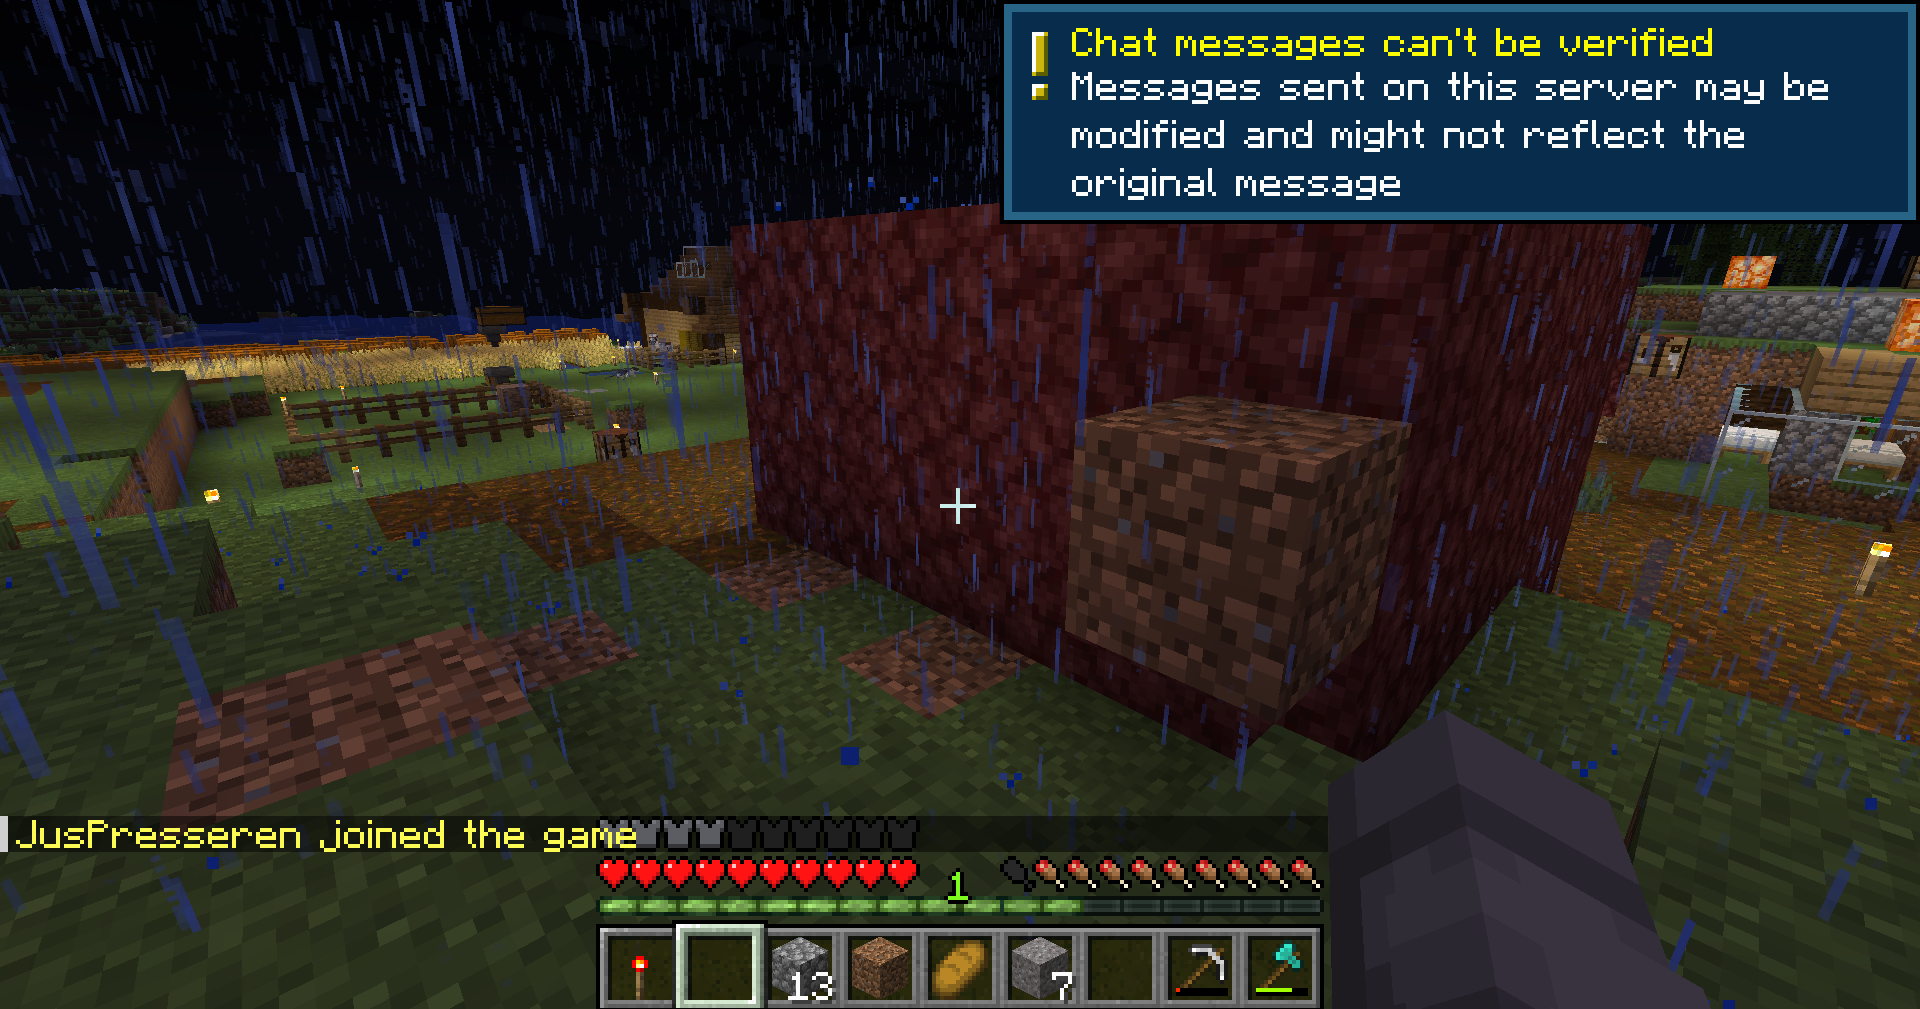 Chat messages can't be verified
Messages sent on this server may be
modified and might not reflect the
original message
JusPresseren joined the game
1
13
7